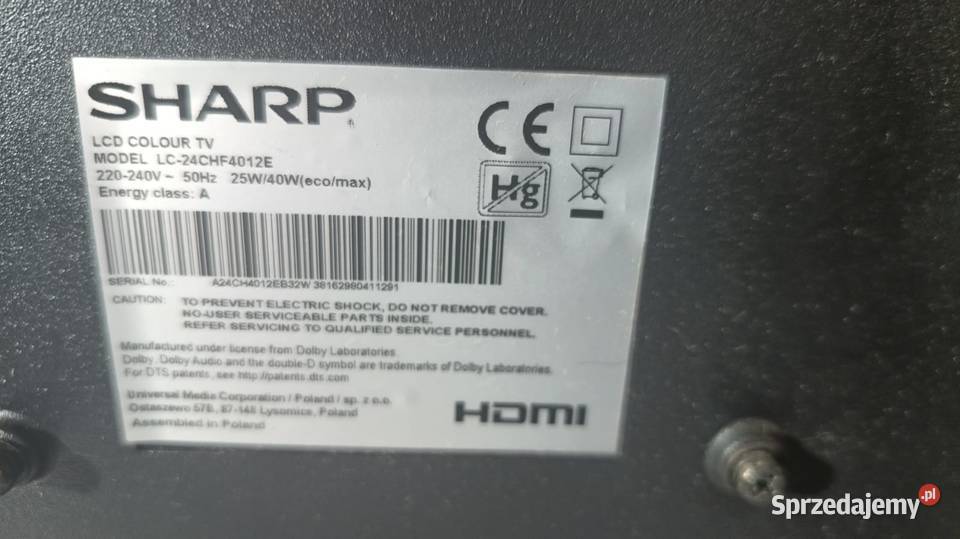 SHARP
LCD COLOUR TV
MODEL LC-24CHF4012E
220-240V ~ 50Hz 25W/40W(eco/max)
Energy class: A
CE
Hg
SERIAL No.: A24CH4012EB32W 38162980411291
CAUTION: TO PREVENT ELECTRIC SHOCK, DO NOT REMOVE COVER.
NO-USER SERVICEABLE PARTS INSIDE.
REFER SERVICING TO QUALIFIED SERVICE PERSONNEL.
Manufactured under license from Dolby Laboratories.
Dolby, Dolby Audio and the double-D symbol are trademarks of Dolby Laboratories.
For DTS patents, see http://patents.dts.com
Universal Media Corporation / Poland / sp. z o.o.
Ostaszewo 57B, 87-148 Lysomice, Poland
Assembled in Poland
HDMI
Sprzedajemy.pl